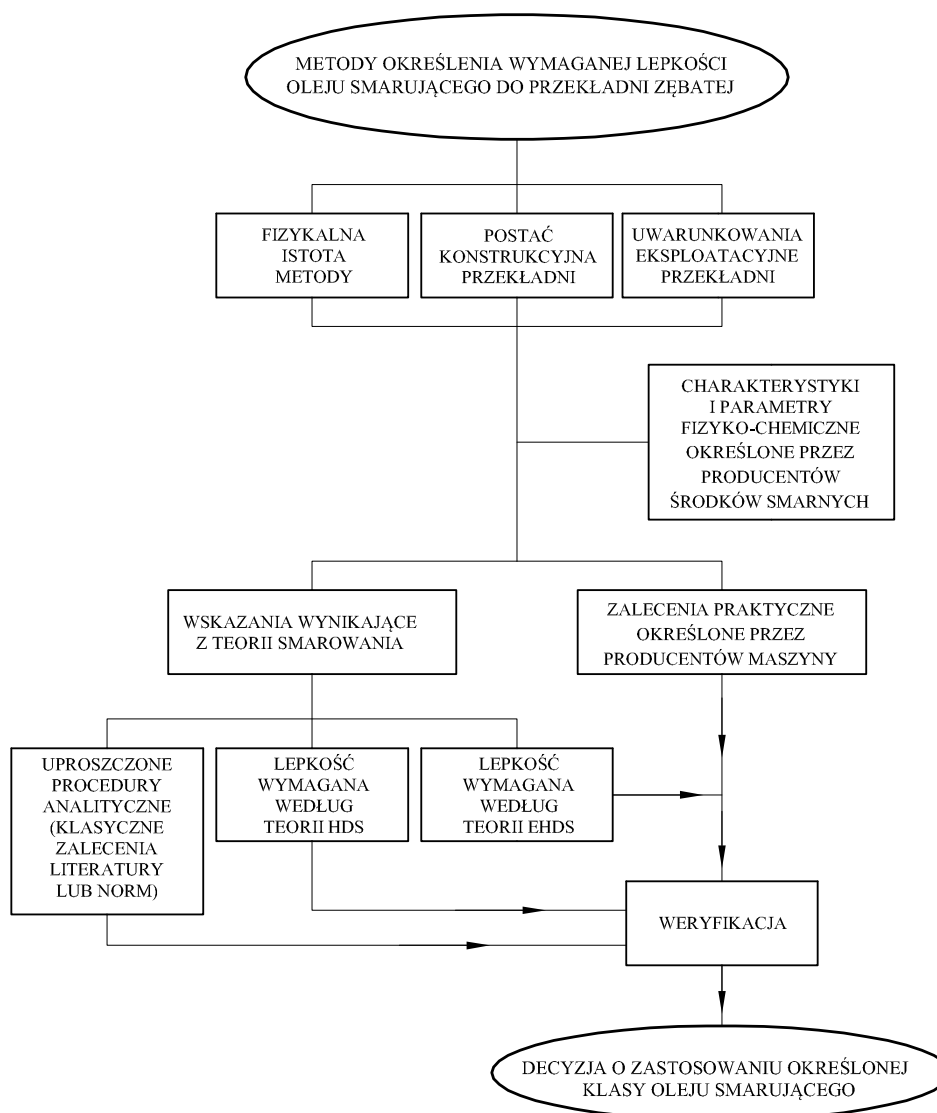 METODY OKREŚLENIA WYMAGANEJ LEPKOŚCI
OLEJU SMARUJĄCEGO DO PRZEKŁADNI ZĘBATEJ
FIZYKALNA
ISTOTA
METODY
POSTAĆ
KONSTRUKCYJNA
PRZEKŁADNI
UWARUNKOWANIA
EKSPLOATACYJNE
PRZEKŁADNI
CHARAKTERYSTYKI
I PARAMETRY
FIZYKO-CHEMICZNE
OKREŚLONE PRZEZ
PRODUCENTÓW
ŚRODKÓW SMARNYCH
WSKAZANIA WYNIKAJĄCE
Z TEORII SMAROWANIA
ZALECENIA PRAKTYCZNE
OKREŚLONE PRZEZ
PRODUCENTÓW MASZYNY
UPROSZCZONE
PROCEDURY
ANALITYCZNE
(KLASYCZNE
ZALECENIA
LITERATURY
LUB NORM)
LEPKOŚĆ
WYMAGANA
WEDŁUG
TEORII HDS
LEPKOŚĆ
WYMAGANA
WEDŁUG
TEORII EHDS
WERYFIKACJA
DECYZJA O ZASTOSOWANIU OKREŚLONEJ
KLASY OLEJU SMARUJĄCEGO